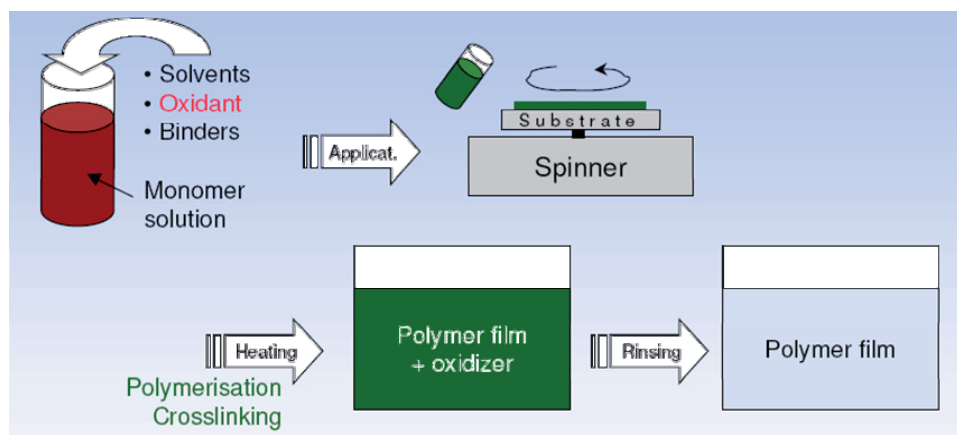 • Solvents
• Oxidant
• Binders
Monomer
solution
Applicat.
Substrate
Spinner
Heating
Polymerisation
Crosslinking
Polymer film
+ oxidizer
Rinsing
Polymer film